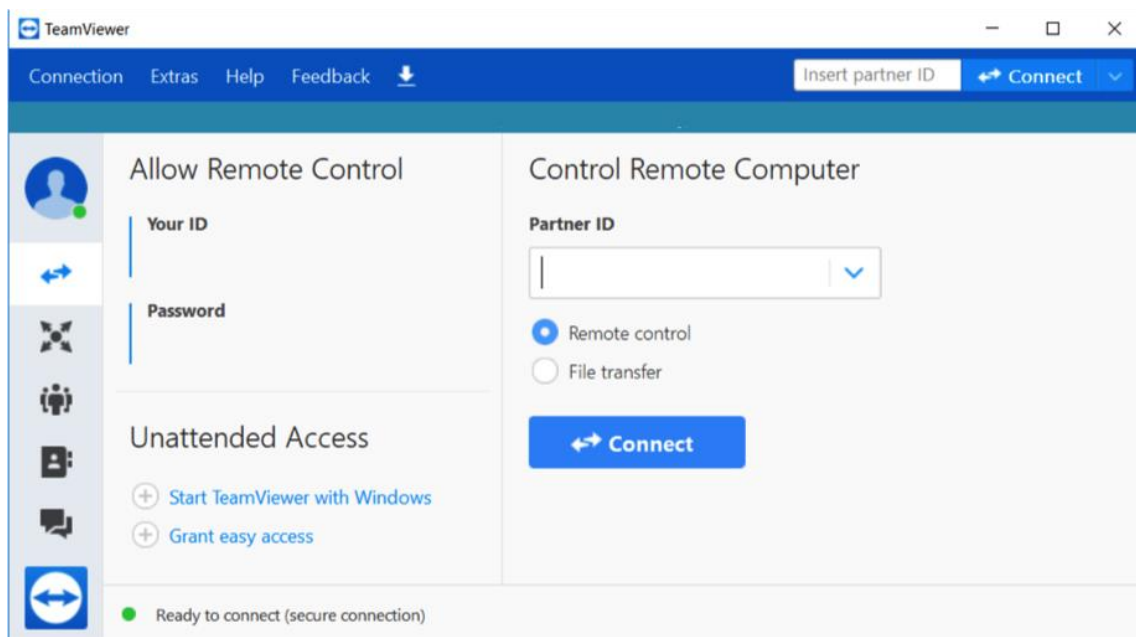 TeamViewer
Connection Extras Help Feedback
Insert partner ID
Connect
Allow Remote Control
Your ID
Password
Unattended Access
Start TeamViewer with Windows
Grant easy access
Control Remote Computer
Partner ID
Remote control
File transfer
Connect
Ready to connect (secure connection)